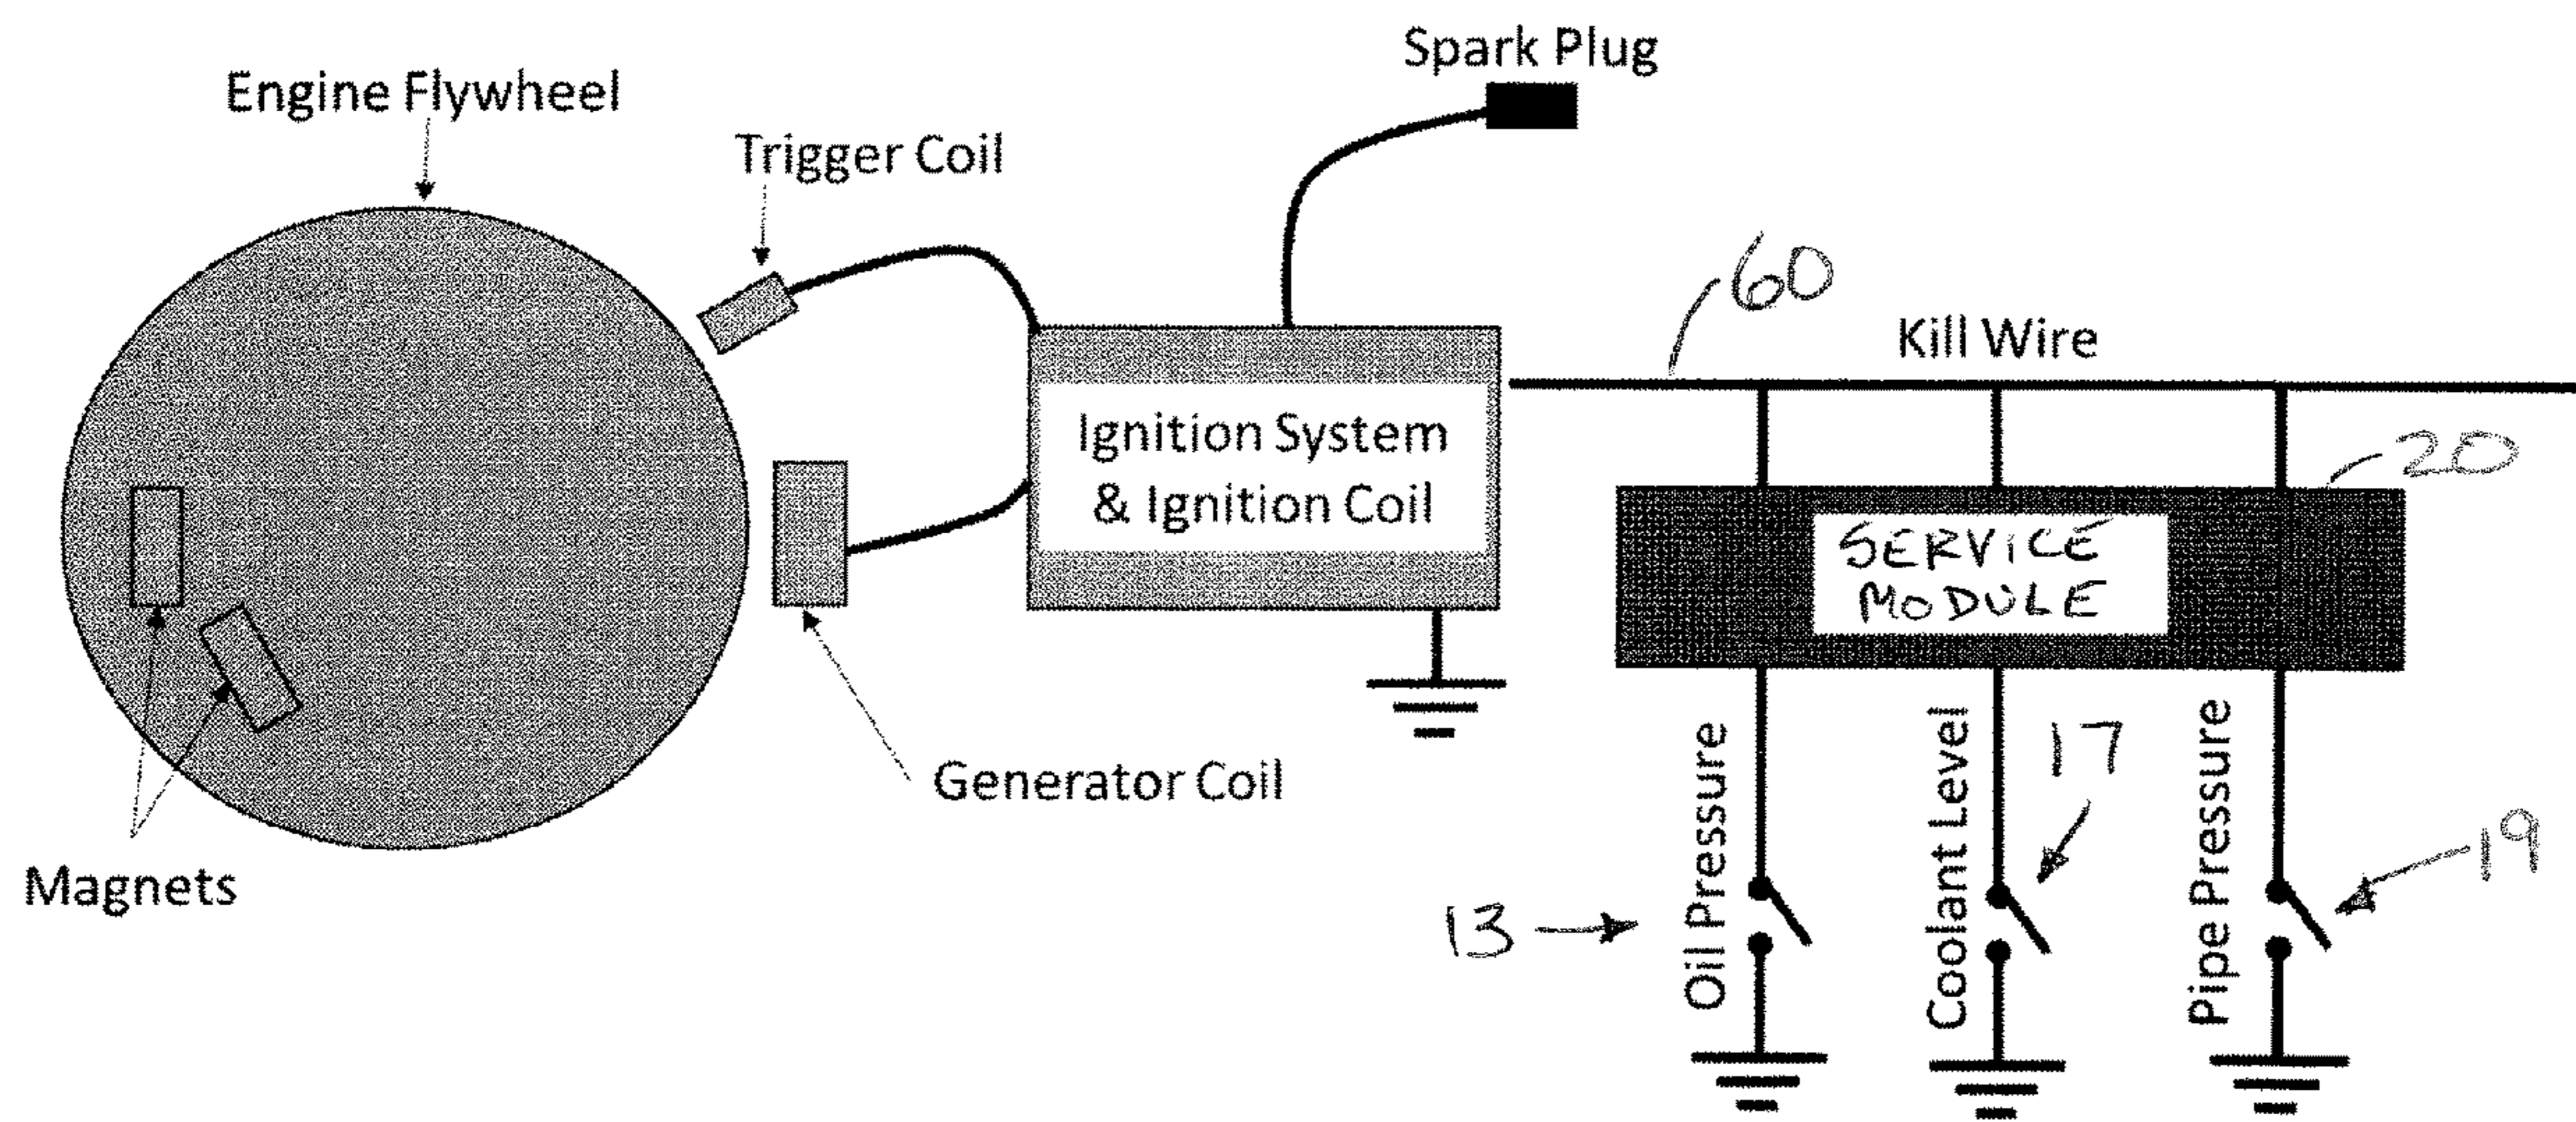 Spark Plug
Engine Flywheel
Trigger Coil
60
Kill Wire
Ignition System
& Ignition Coil
20
SERVICE
MODULE
Oil Pressure
Coolant Level
17
Pipe Pressure
Generator Coil
19
Magnets
13